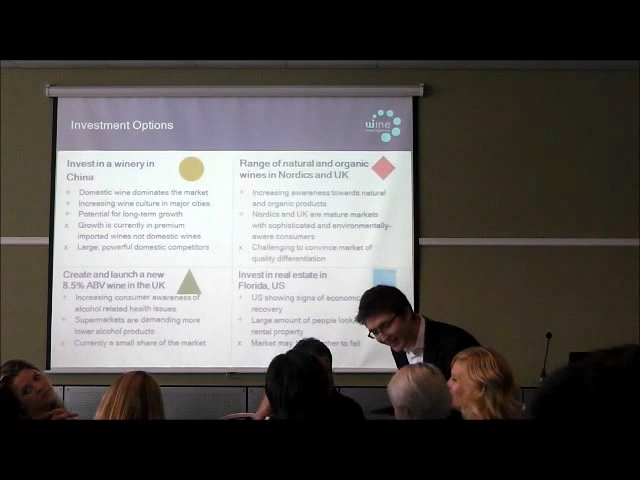 Investment Options
wine
Invest in a winery in
China
+ Domestic wine dominates the market
+ Increasing wine culture in major cities
+ Potential for long-term growth
x Growth is currently in premium
imported wines not domestic wines
x Large, powerful domestic competitors
Range of natural and organic
wines in Nordics and UK
+ Increasing awareness towards natural
and organic products
+ Nordics and UK are mature markets
with sophisticated and environmentally-
aware consumers
x Challenging to convince market of
quality differentiation
Create and launch a new
8.5% ABV wine in the UK
+ Increasing consumer awareness of
alcohol related health issues
+ Supermarkets are demanding more
lower alcohol products
x Currently a small share of the market
Invest in real estate in
Florida, US
+ US showing signs of economic
recovery
+ Large amount of people
rental property
x Market may to fall